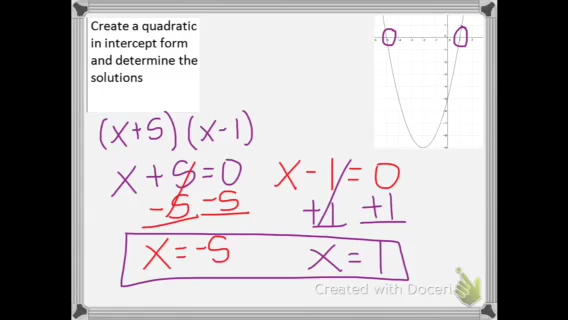 Create a quadratic
in intercept form
and determine the
solutions
(x+5)(x-1)
x+5=0 x-1=0
-5 -5 +1 +1
x=-5 x=1
Created with Doceri